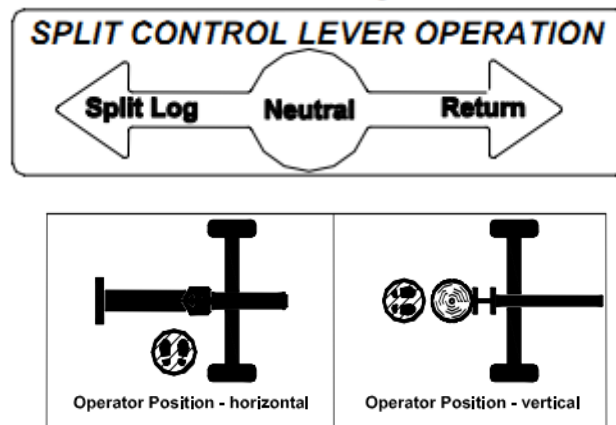 SPLIT CONTROL LEVER OPERATION
Split Log Neutral Return
Operator Position - horizontal
Operator Position - vertical